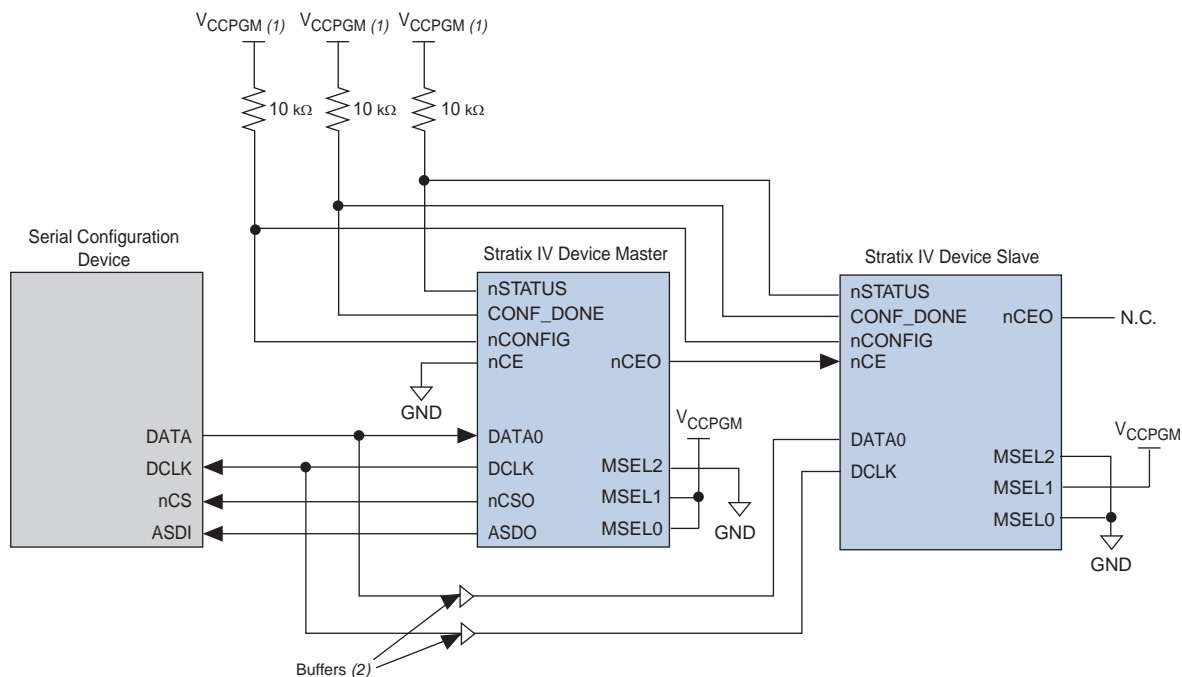 VCCPGM (1) VCCPGM (1) VCCPGM (1)
10 kΩ 10 kΩ 10 kΩ
Serial Configuration
Device
DATA
DCLK
nCS
ASDI
Stratix IV Device Master
nSTATUS
CONF_DONE
nCONFIG
nCE
nCEO
GND
DATA0
DCLK
nCSO
ASDO
VCCPGM
MSEL2
MSEL1
MSEL0
GND
Stratix IV Device Slave
nSTATUS
CONF_DONE
nCONFIG
nCE
nCEO
N.C.
DATA0
DCLK
VCCPGM
MSEL2
MSEL1
MSEL0
GND
Buffers (2)